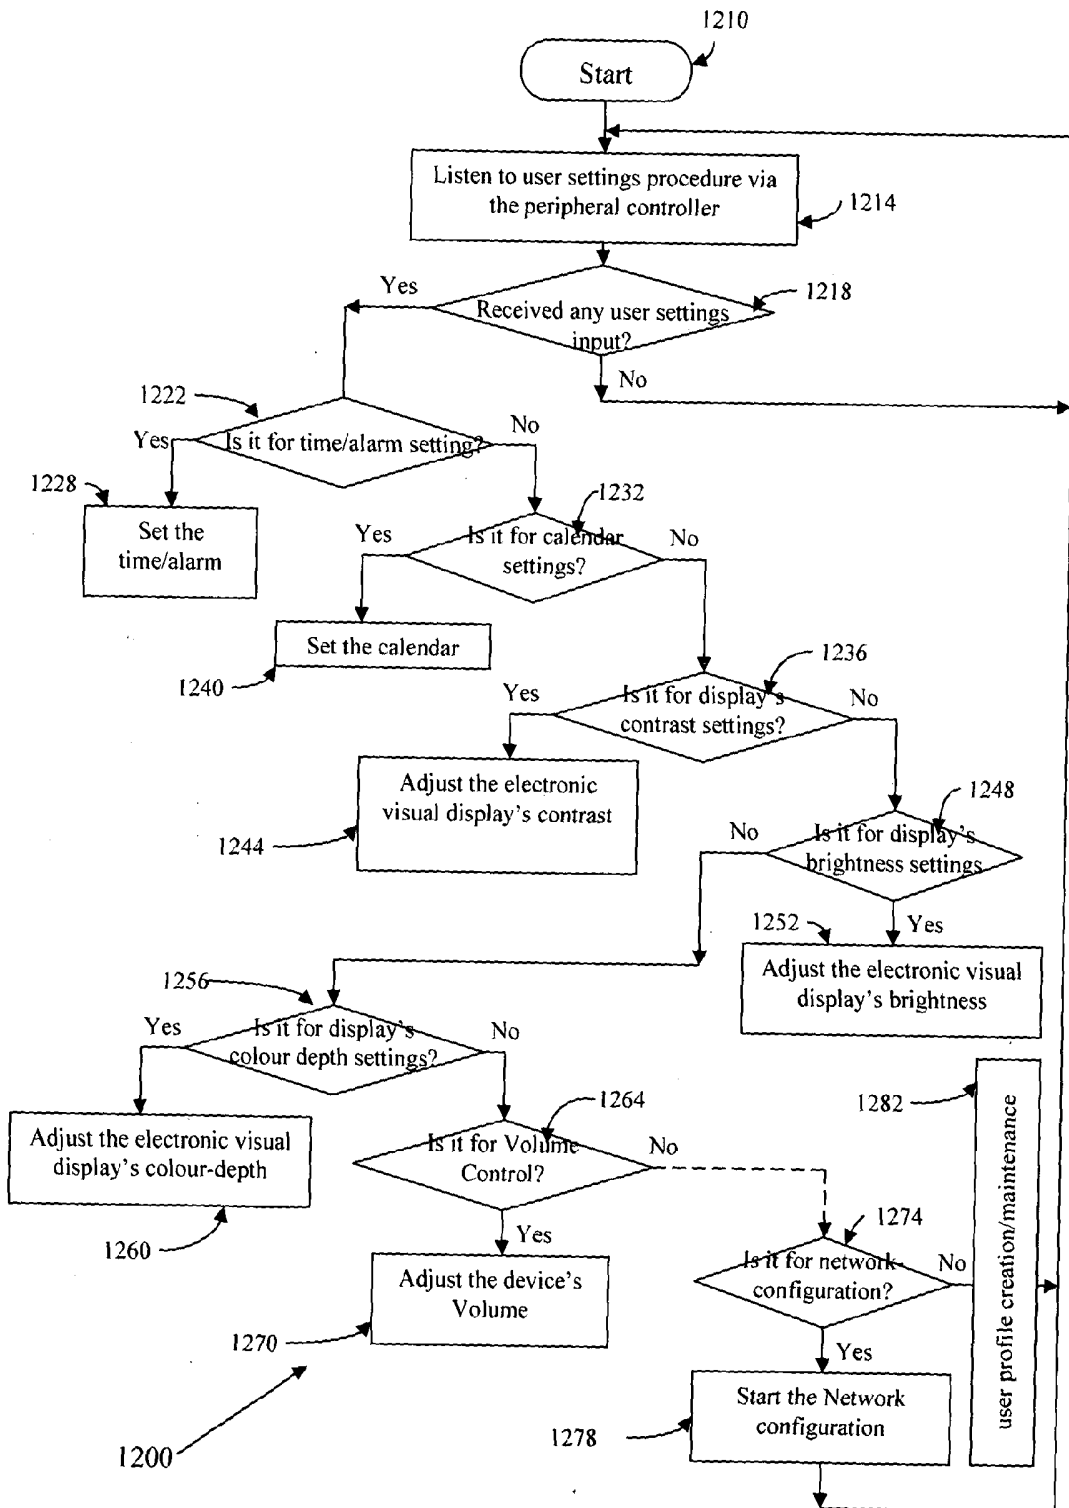 1210
Start
Listen to user settings procedure via
the peripheral controller
1214
Yes
1218
Received any user settings
input?
No
1222
Yes
Is it for time/alarm setting?
No
1228
Set the
time/alarm
1232
Yes
Is it for calendar
settings?
No
Set the calendar
1240
1236
Yes
Is it for display's
contrast settings?
No
Adjust the electronic
visual display's contrast
1244
1248
No
Is it for display's
brightness settings
1252
Yes
Adjust the electronic visual
display's brightness
1256
Yes
Is it for display's
colour depth settings?
No
Adjust the electronic visual
display's colour-depth
1260
1264
Is it for Volume
Control?
No
Yes
Adjust the device's
Volume
1270
1282
user profile creation/maintenance
1274
Is it for network-
configuration?
No
Yes
Start the Network
configuration
1278
1200